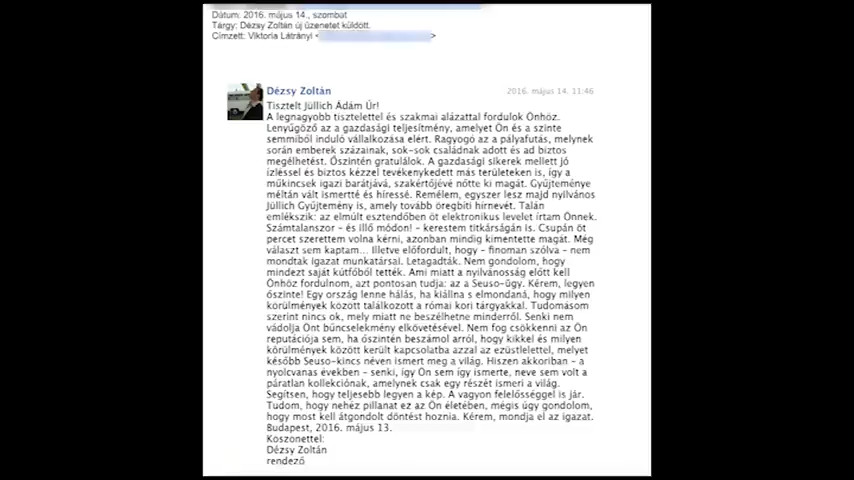 Dátum: 2016. május 14., szombat
Tárgy: Dézsy Zoltán új üzenetet küldött.
Címzett: Viktoria Látrányi < >
Dézsy Zoltán
2016. május 14. 11:46
Tisztelt Jüllich Ádám Úr!
A legnagyobb tisztelettel és szakmai alázattal fordulok Önhöz.
Lenyűgöző az a gazdasági teljesítmény, amelyet Ön és a szinte
semmiből induló vállalkozása elért. Ragyogó az a pályafutás, melynek
során emberek százainak, sok-sok családnak adott és ad biztos
megélhetést. Őszintén gratulálok. A gazdasági sikerek mellett jó
ízléssel és biztos kézzel tevékenykedett más területeken is, így a
műkincsek igazi barátjává, szakértőjévé nőtte ki magát. Gyűjteménye
méltán vált ismertté és híressé. Remélem, egyszer lesz majd nyilvános
Jüllich Gyűjtemény is, amely tovább öregbíti hírnevét. Talán
emlékszik: az elmúlt esztendőben öt elektronikus levelet írtam Önnek.
Számtalanszor - és illő módon! - kerestem titkárságán is. Csupán öt
percet szerettem volna kérni, azonban mindig kimentette magát. Még
választ sem kaptam... Illetve előfordult, hogy - finoman szólva - nem
mondtak igazat munkatársai. Letagadták. Nem gondolom, hogy
mindezt saját kútfőből tették. Ami miatt a nyilvánosság előtt kell
Önhöz fordulnom, azt pontosan tudja: az a Seuso-ügy. Kérem, legyen
őszinte! Egy ország lenne hálás, ha kiállna s elmondaná, hogy milyen
körülmények között találkozott a római kori tárgyakkal. Tudomásom
szerint nincs ok, mely miatt ne beszélhetne minderről. Senki nem
vádolja Önt bűncselekmény elkövetésével. Nem fog csökkenni az Ön
reputációja sem, ha őszintén beszámol arról, hogy kikkel és milyen
körülmények között került kapcsolatba azzal az ezüstlelettel, melyet
később Seuso-kincs néven ismert meg a világ. Hiszen akkoriban - a
nyolcvanas években - senki, így Ön sem így ismerte, neve sem volt a
páratlan kollekciónak, amelynek csak egy részét ismeri a világ.
Segítsen, hogy teljesebb legyen a kép. A vagyon felelősséggel is jár.
Tudom, hogy nehéz pillanat ez az Ön életében, mégis úgy gondolom,
hogy most kell átgondolt döntést hoznia. Kérem, mondja el az igazat.
Budapest, 2016. május 13.
Koszonettel:
Dézsy Zoltán
rendező